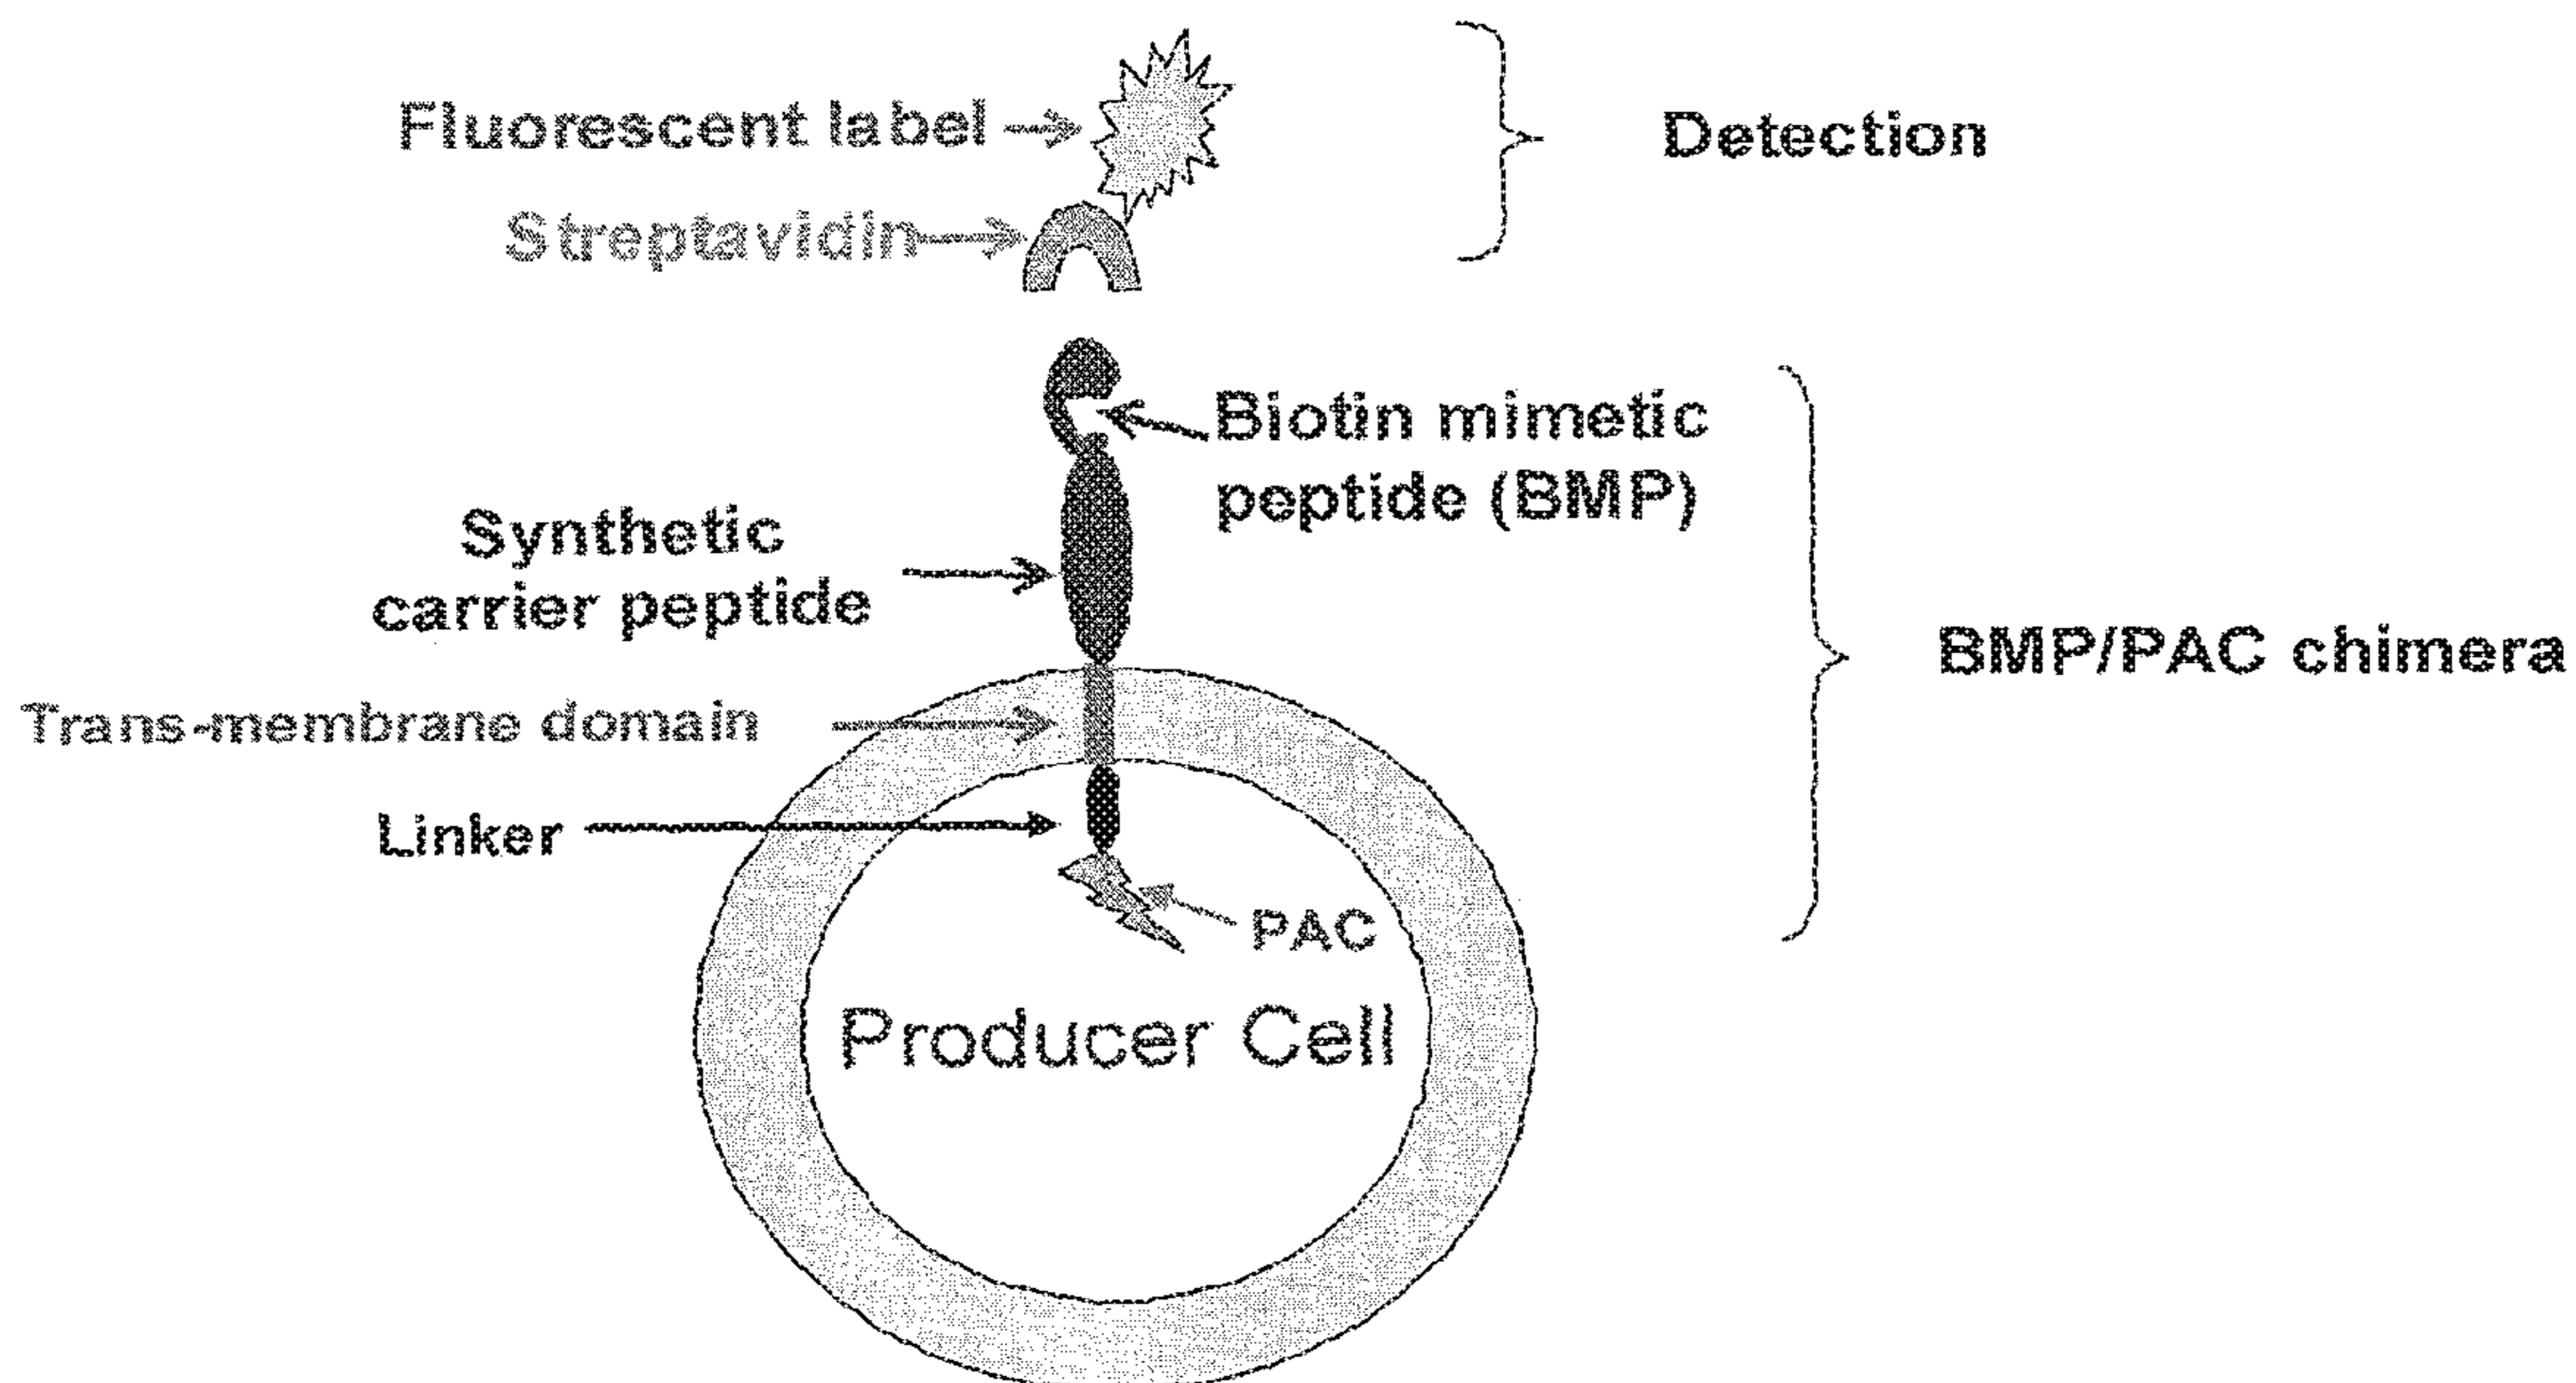 Fluorescent label
Detection
Streptavidin
Biotin mimetic
peptide (BMP)
Synthetic
carrier peptide
BMP/PAC chimera
Trans-membrane domain
Linker
PAC
Producer Cell